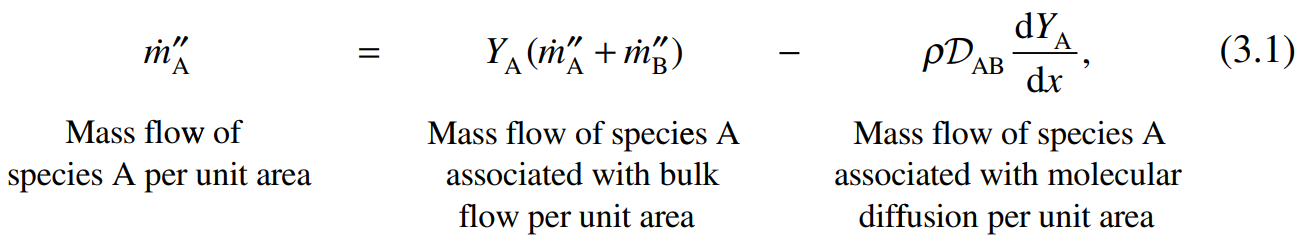 ṁ″_A = Y_A(ṁ″_A + ṁ″_B) − ρ𝒟_AB dY_A/dx, (3.1)
Mass flow of
species A per unit area
Mass flow of species A
associated with bulk
flow per unit area
Mass flow of species A
associated with molecular
diffusion per unit area